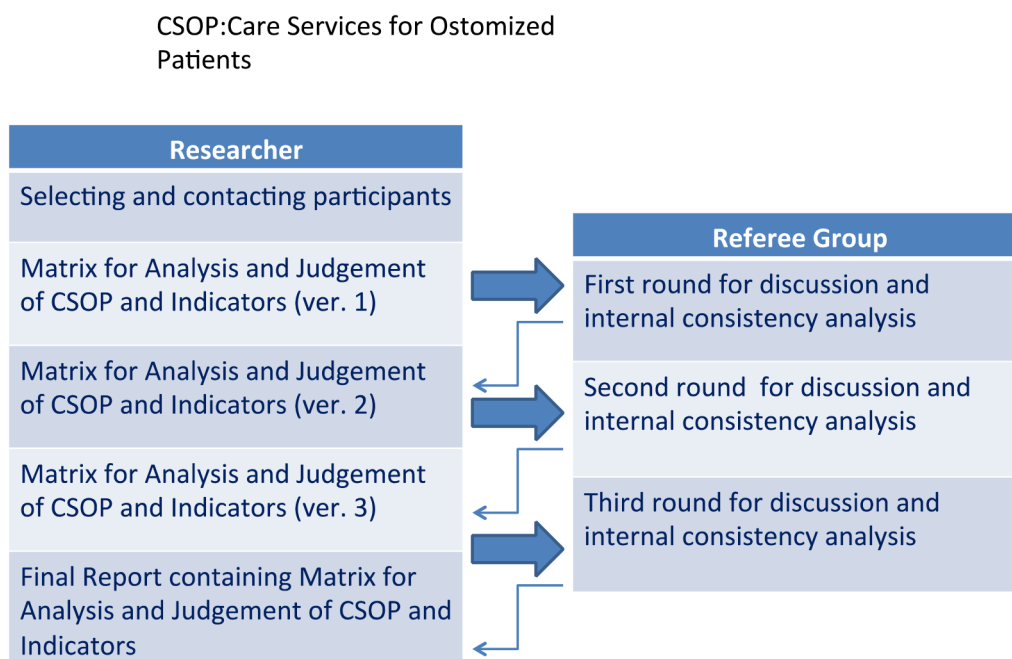 CSOP:Care Services for Ostomized
Patients
Researcher
Selecting and contacting participants
Matrix for Analysis and Judgement
of CSOP and Indicators (ver. 1)
Matrix for Analysis and Judgement
of CSOP and Indicators (ver. 2)
Matrix for Analysis and Judgement
of CSOP and Indicators (ver. 3)
Final Report containing Matrix for
Analysis and Judgement of CSOP and
Indicators
Referee Group
First round for discussion and
internal consistency analysis
Second round  for discussion and
internal consistency analysis
Third round for discussion and
internal consistency analysis